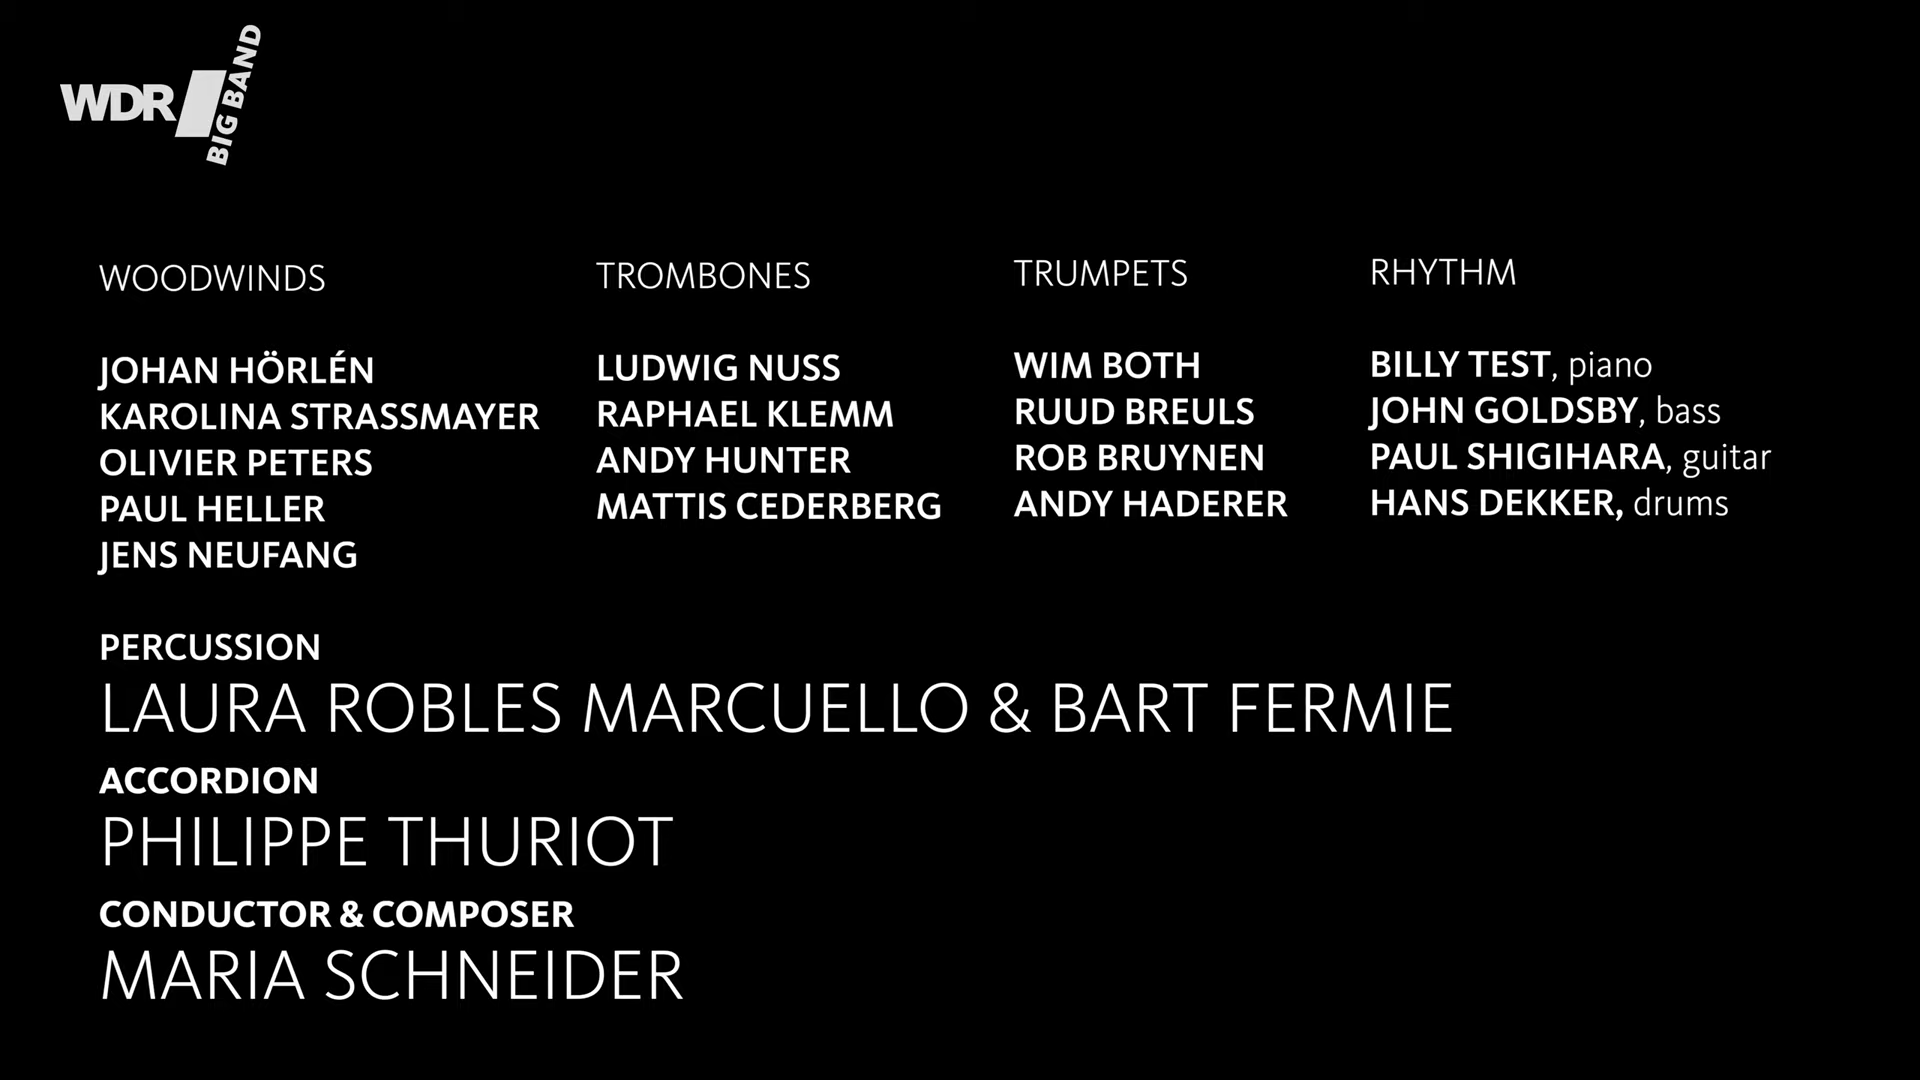 WDR BIG BAND
WOODWINDS
JOHAN HÖRLÉN
KAROLINA STRASSMAYER
OLIVIER PETERS
PAUL HELLER
JENS NEUFANG
TROMBONES
LUDWIG NUSS
RAPHAEL KLEMM
ANDY HUNTER
MATTIS CEDERBERG
TRUMPETS
WIM BOTH
RUUD BREULS
ROB BRUYNEN
ANDY HADERER
RHYTHM
BILLY TEST, piano
JOHN GOLDSBY, bass
PAUL SHIGIHARA, guitar
HANS DEKKER, drums
PERCUSSION
LAURA ROBLES MARCUELLO & BART FERMIE
ACCORDION
PHILIPPE THURIOT
CONDUCTOR & COMPOSER
MARIA SCHNEIDER